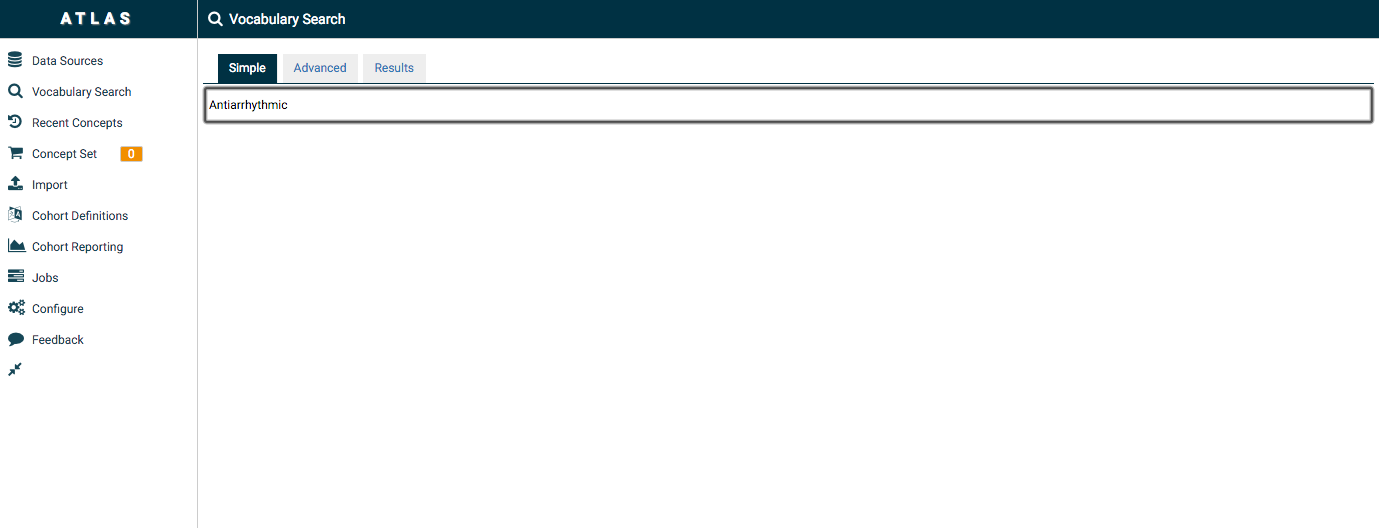 ATLAS
Vocabulary Search
Data Sources
Vocabulary Search
Recent Concepts
Concept Set 0
Import
Cohort Definitions
Cohort Reporting
Jobs
Configure
Feedback
Simple Advanced Results
Antiarrhythmic